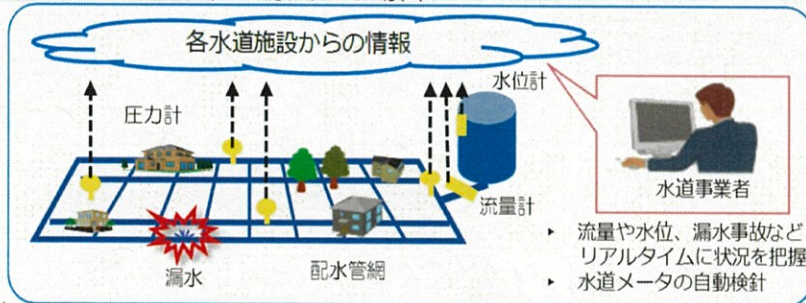 各水道施設からの情報
水位計
圧力計
水道事業者
流量計
漏水
配水管網
▸ 流量や水位、漏水事故など
リアルタイムに状況を把握
▸ 水道メータの自動検針